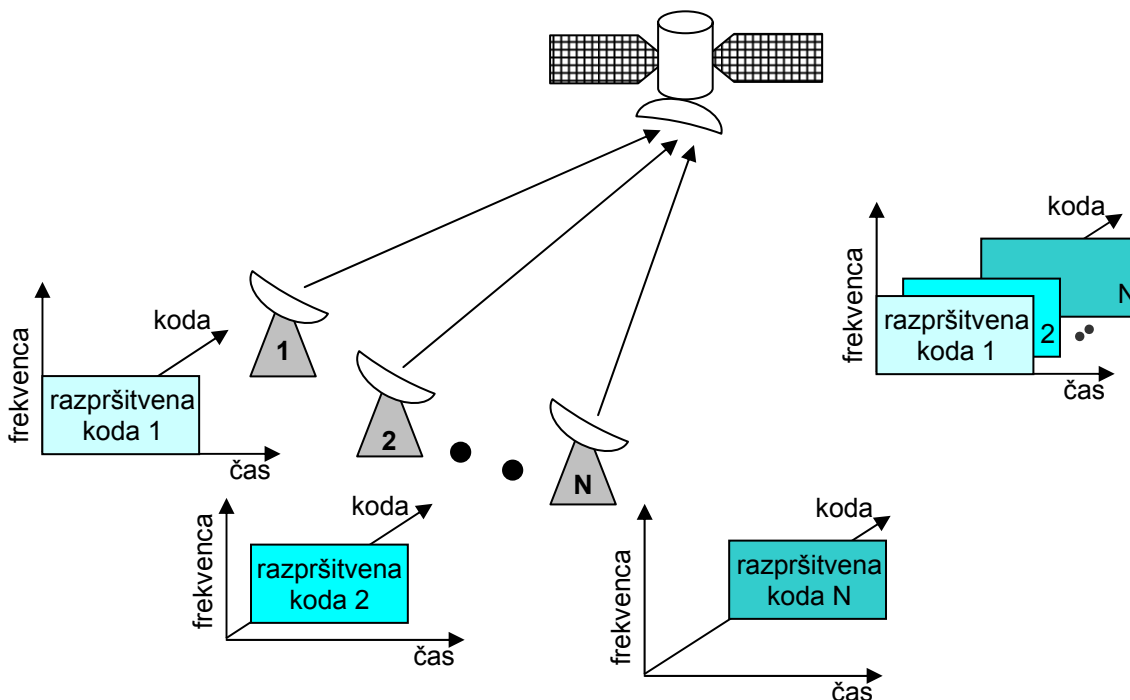 koda
frekvenca
N
2
razpršitvena
koda 1
čas
1
koda
frekvenca
razpršitvena
koda 1
čas
2
N
koda
frekvenca
razpršitvena
koda 2
čas
koda
frekvenca
razpršitvena
koda N
čas